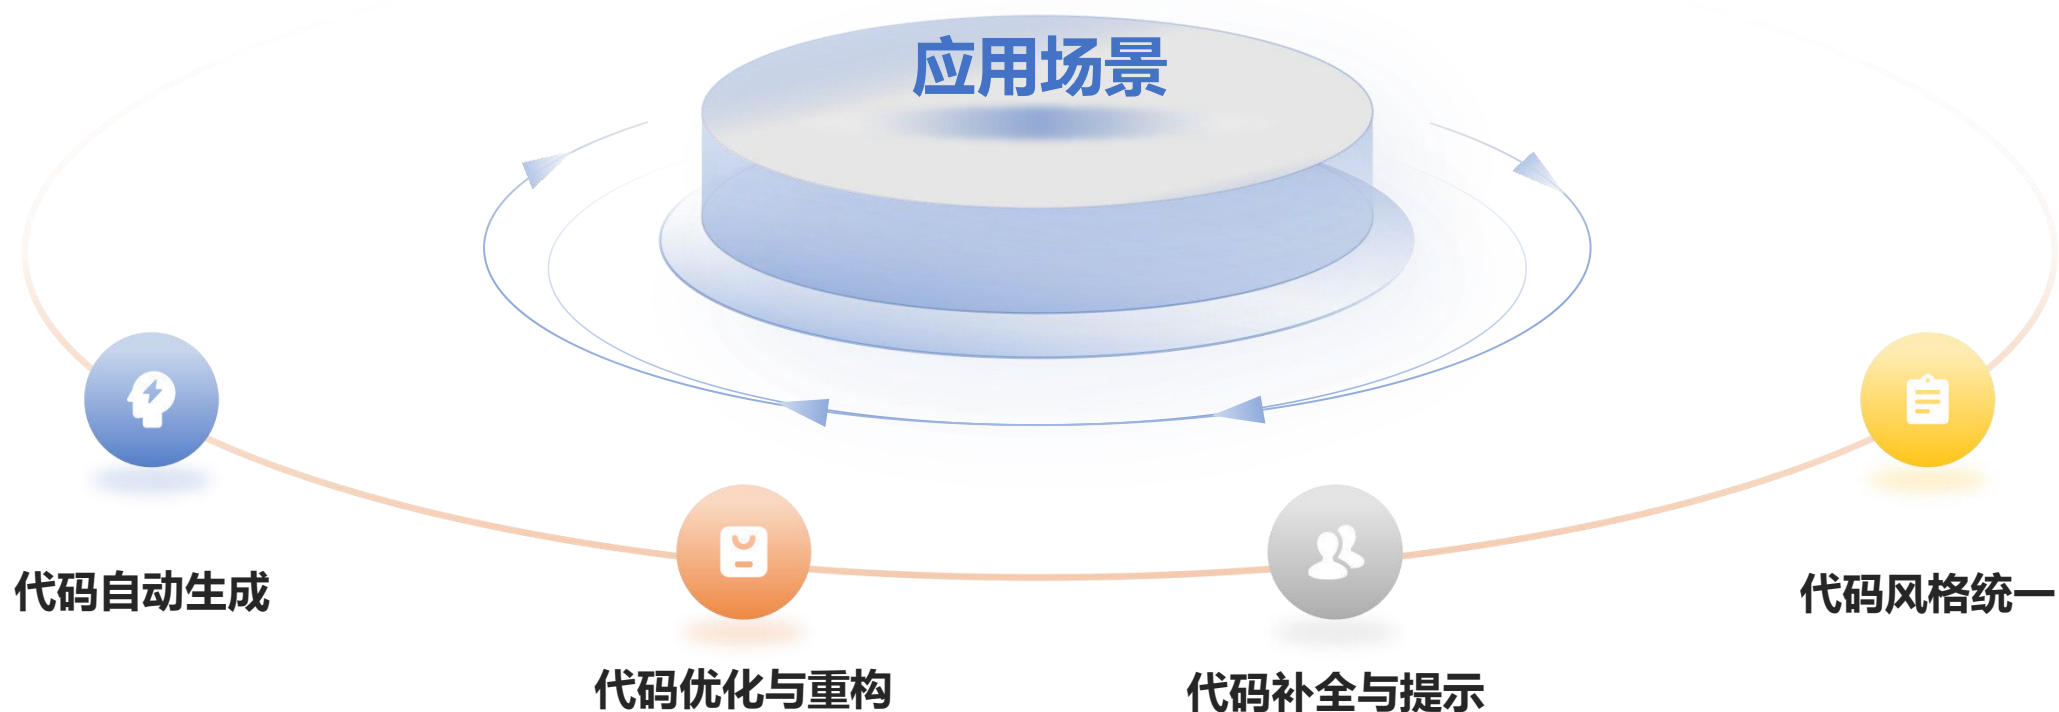 应用场景
代码自动生成
代码优化与重构
代码补全与提示
代码风格统一